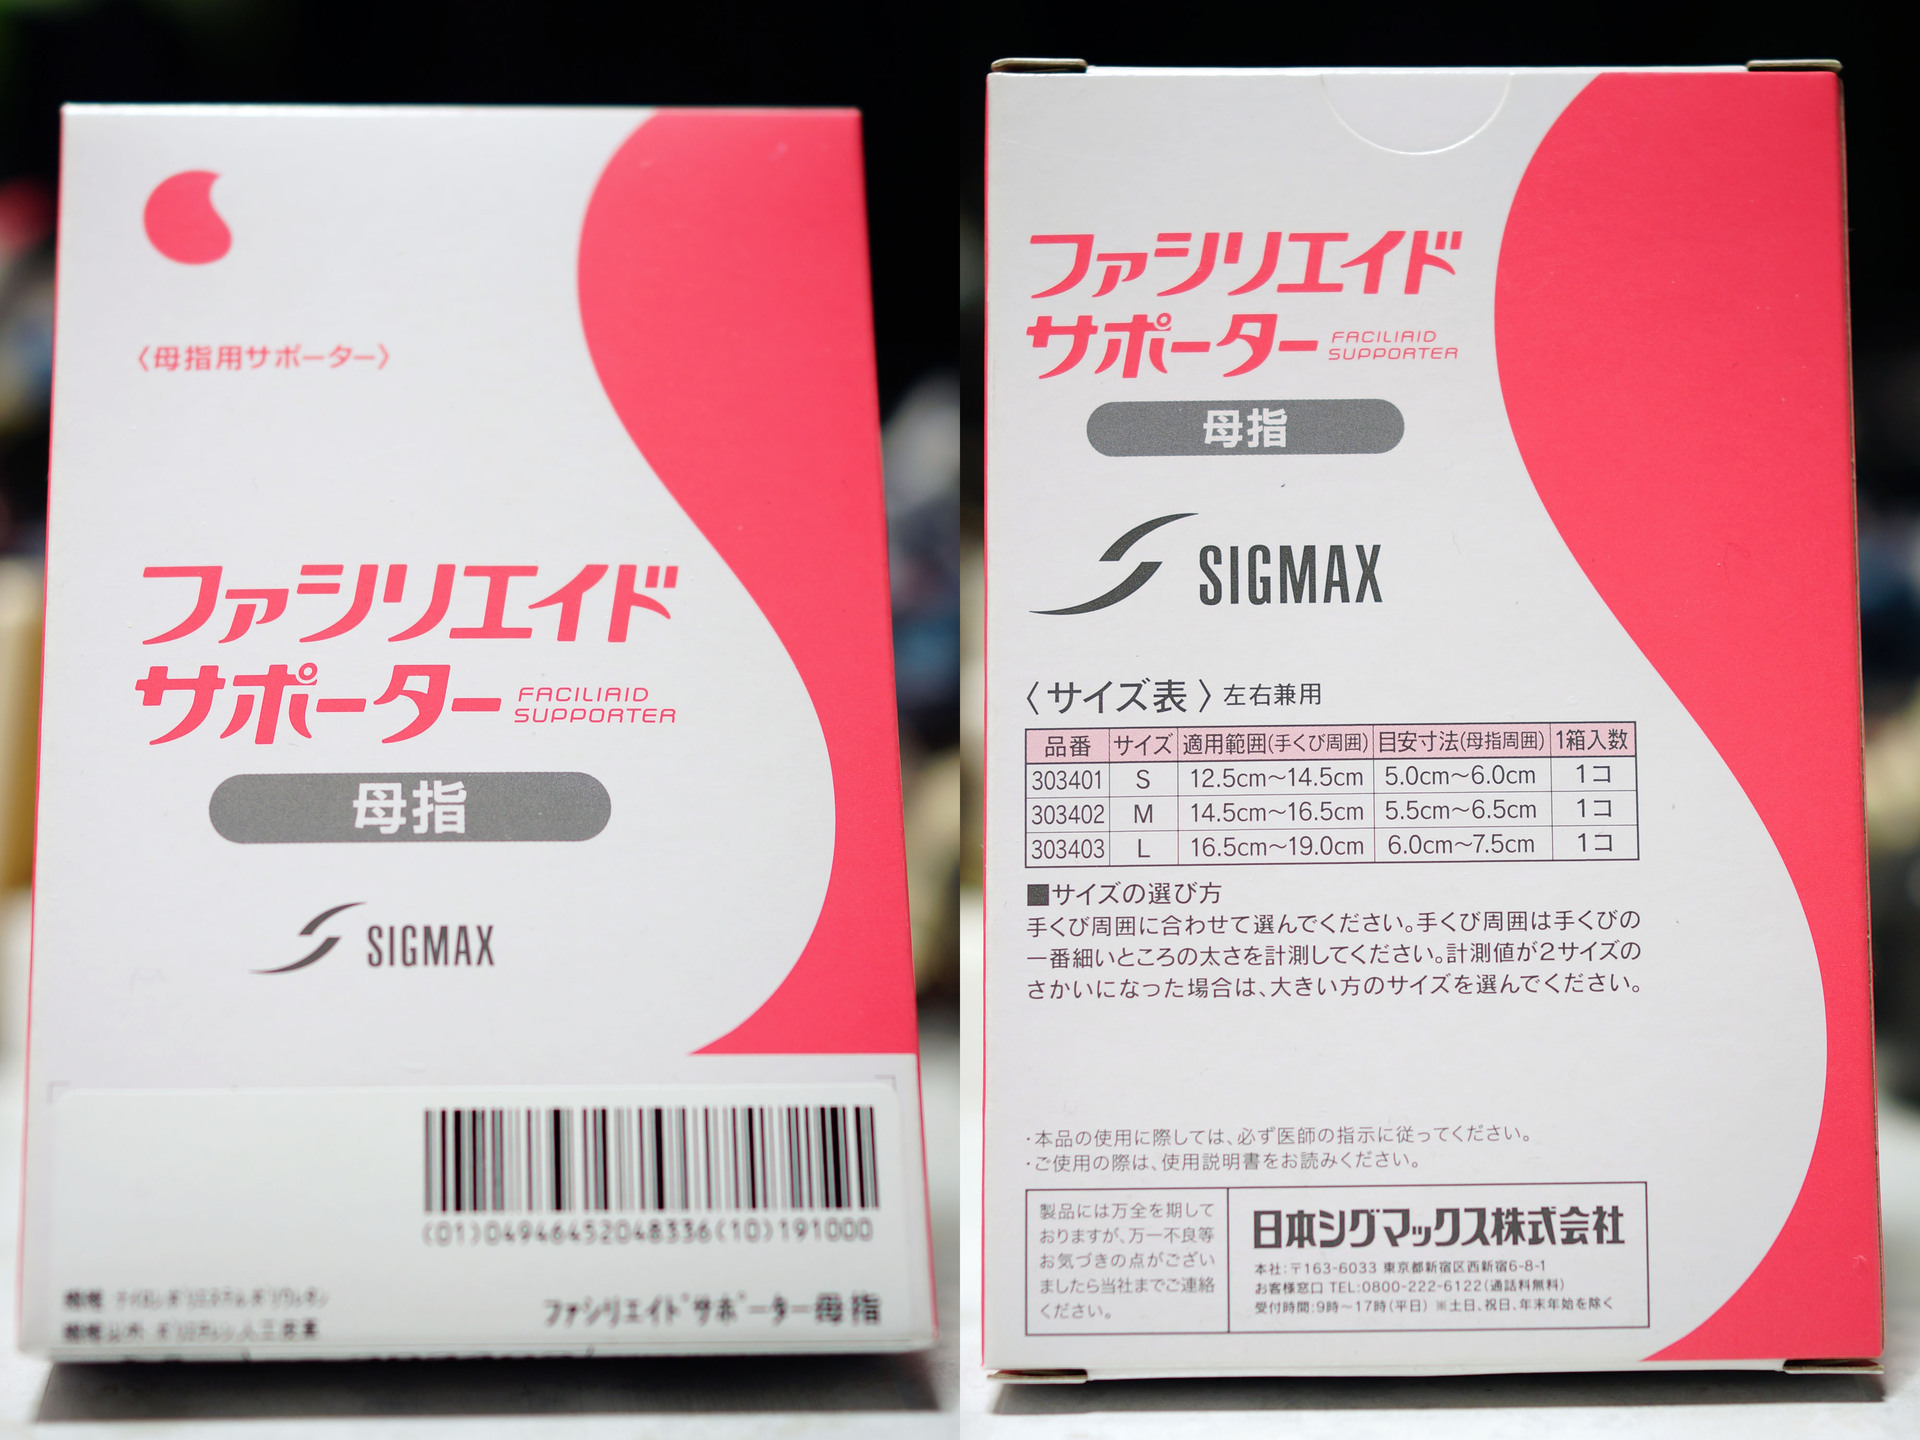 〈母指用サポーター〉
ファシリエイド
サポーター FACILIAID
SUPPORTER
母指
SIGMAX
(01)04946452048336(10)191000
ファシリエイドサポーター母指
ファシリエイド
サポーター FACILIAID
SUPPORTER
母指
SIGMAX
〈サイズ表〉左右兼用
品番 サイズ 適用範囲(手くび周囲) 目安寸法(母指周囲) 1箱入数
303401 S 12.5cm〜14.5cm 5.0cm〜6.0cm 1コ
303402 M 14.5cm〜16.5cm 5.5cm〜6.5cm 1コ
303403 L 16.5cm〜19.0cm 6.0cm〜7.5cm 1コ
■サイズの選び方
手くび周囲に合わせて選んでください。手くび周囲は手くびの
一番細いところの太さを計測してください。計測値が2サイズの
さかいになった場合は、大きい方のサイズを選んでください。
・本品の使用に際しては、必ず医師の指示に従ってください。
・ご使用の際は、使用説明書をお読みください。
製品には万全を期して
おりますが、万一不良等
お気づきの点がござい
ましたら当社までご連絡
ください。
日本シグマックス株式会社
本社:〒163-6033 東京都新宿区西新宿6-8-1
お客様窓口 TEL:0800-222-6122(通話料無料)
受付時間:9時〜17時(平日) ※土日、祝日、年末年始を除く